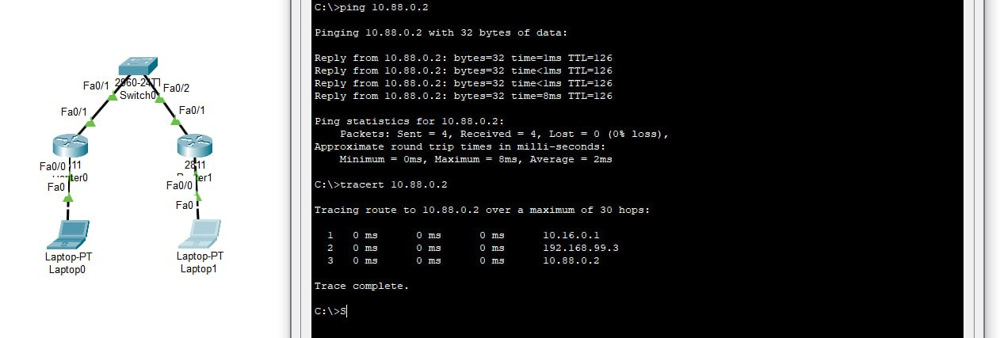 Fa0/1
2960-24TT
Fa0/2
Switch0
Fa0/1
Fa0/1
Fa0/0
11
2811
Fa0
Fa0/0
Fa0
Laptop-PT
Laptop0
Laptop-PT
Laptop1
C:\>ping 10.88.0.2
Pinging 10.88.0.2 with 32 bytes of data:
Reply from 10.88.0.2: bytes=32 time=1ms TTL=126
Reply from 10.88.0.2: bytes=32 time<1ms TTL=126
Reply from 10.88.0.2: bytes=32 time<1ms TTL=126
Reply from 10.88.0.2: bytes=32 time=8ms TTL=126
Ping statistics for 10.88.0.2:
Packets: Sent = 4, Received = 4, Lost = 0 (0% loss),
Approximate round trip times in milli-seconds:
Minimum = 0ms, Maximum = 8ms, Average = 2ms
C:\>tracert 10.88.0.2
Tracing route to 10.88.0.2 over a maximum of 30 hops:
1 0 ms 0 ms 0 ms 10.16.0.1
2 0 ms 0 ms 0 ms 192.168.99.3
3 0 ms 0 ms 0 ms 10.88.0.2
Trace complete.
C:\>S